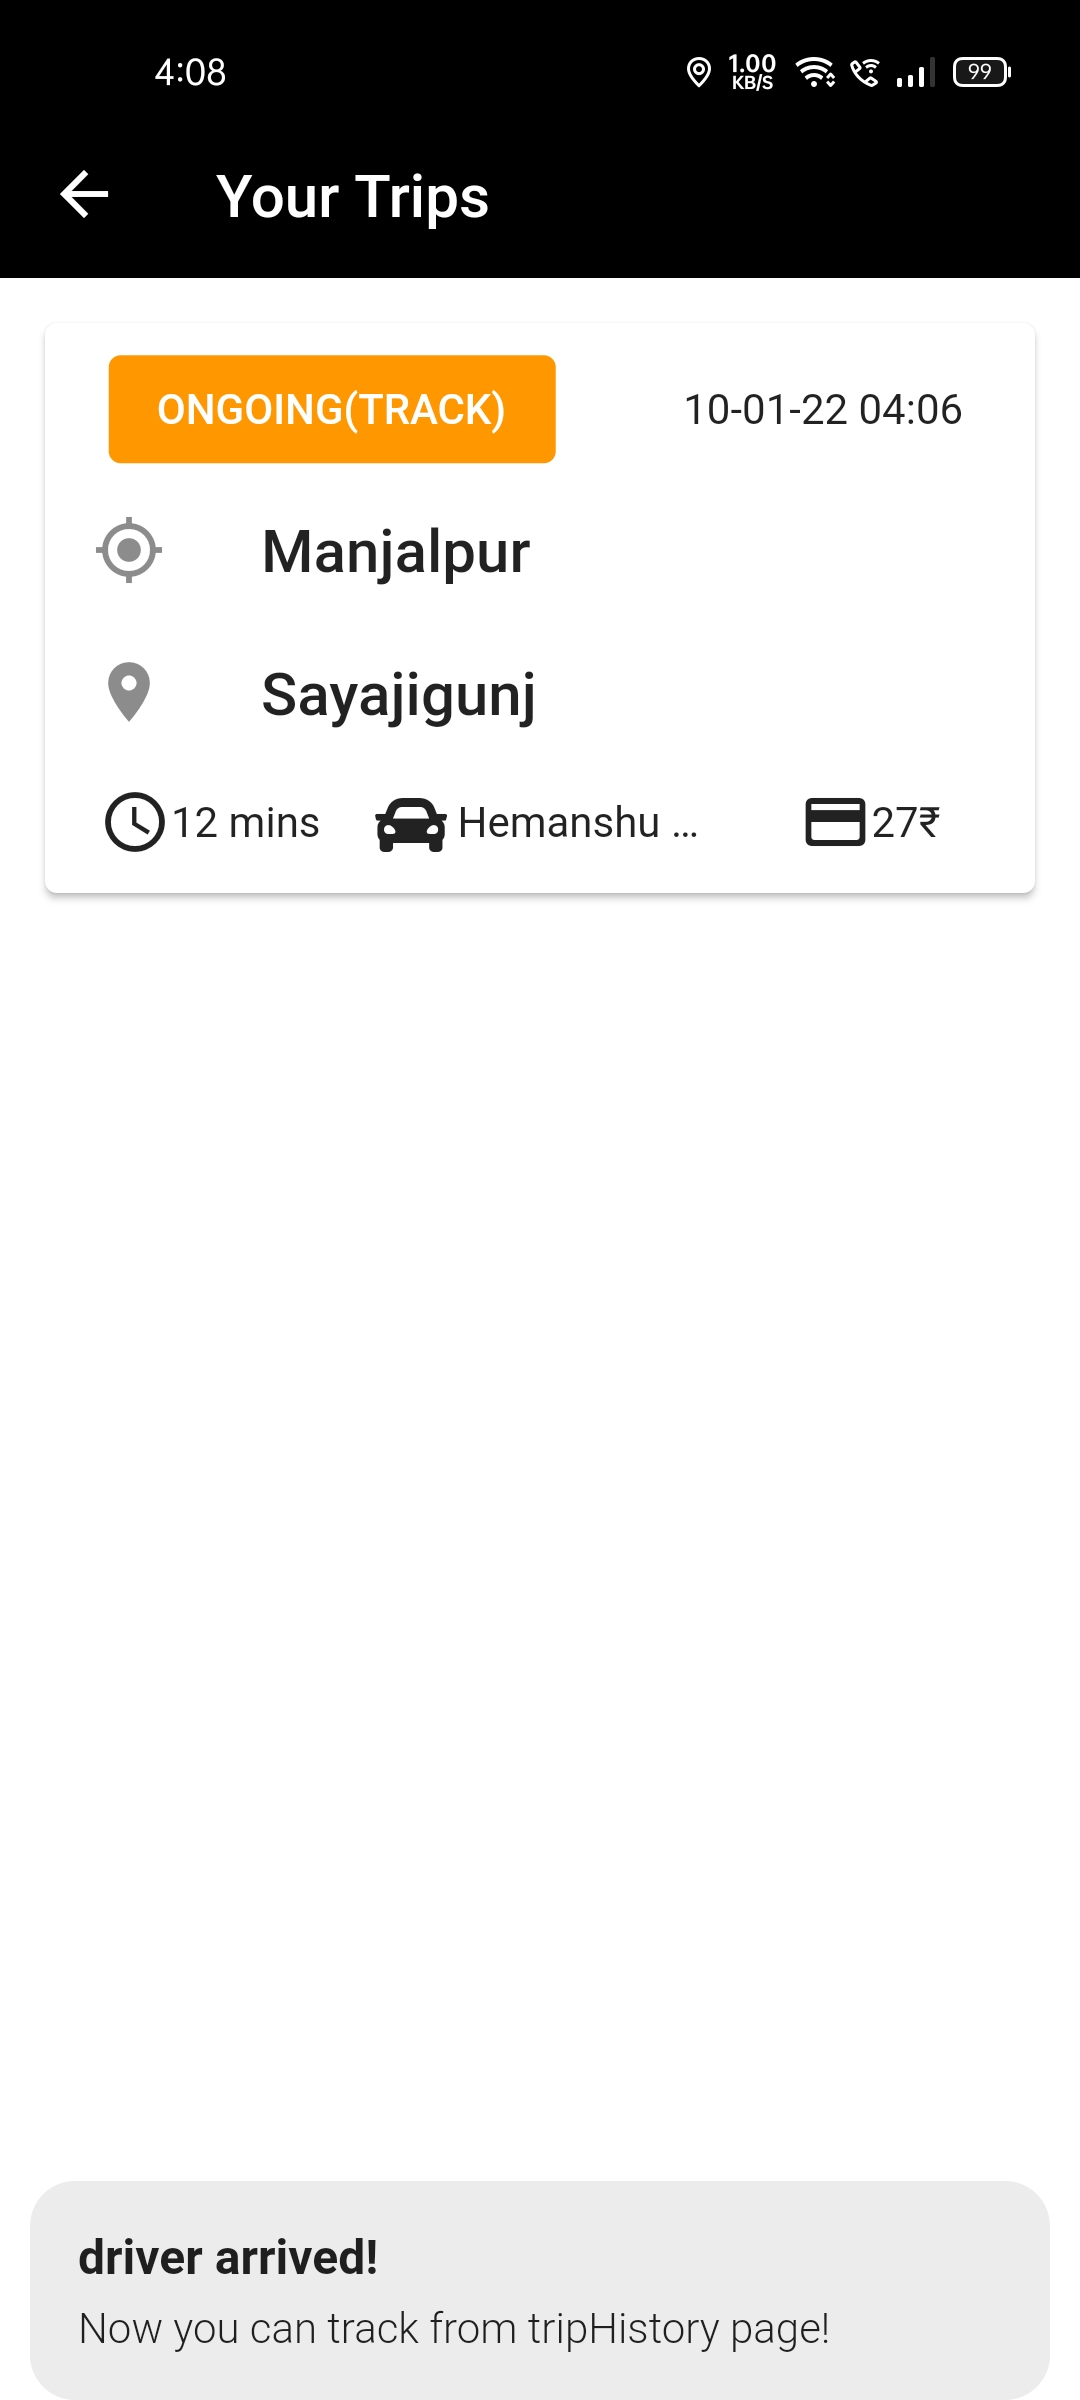 4:08
1.00
KB/S
99
Your Trips
ONGOING(TRACK)
10-01-22 04:06
Manjalpur
Sayajigunj
12 mins
Hemanshu ...
27₹
driver arrived!
Now you can track from tripHistory page!